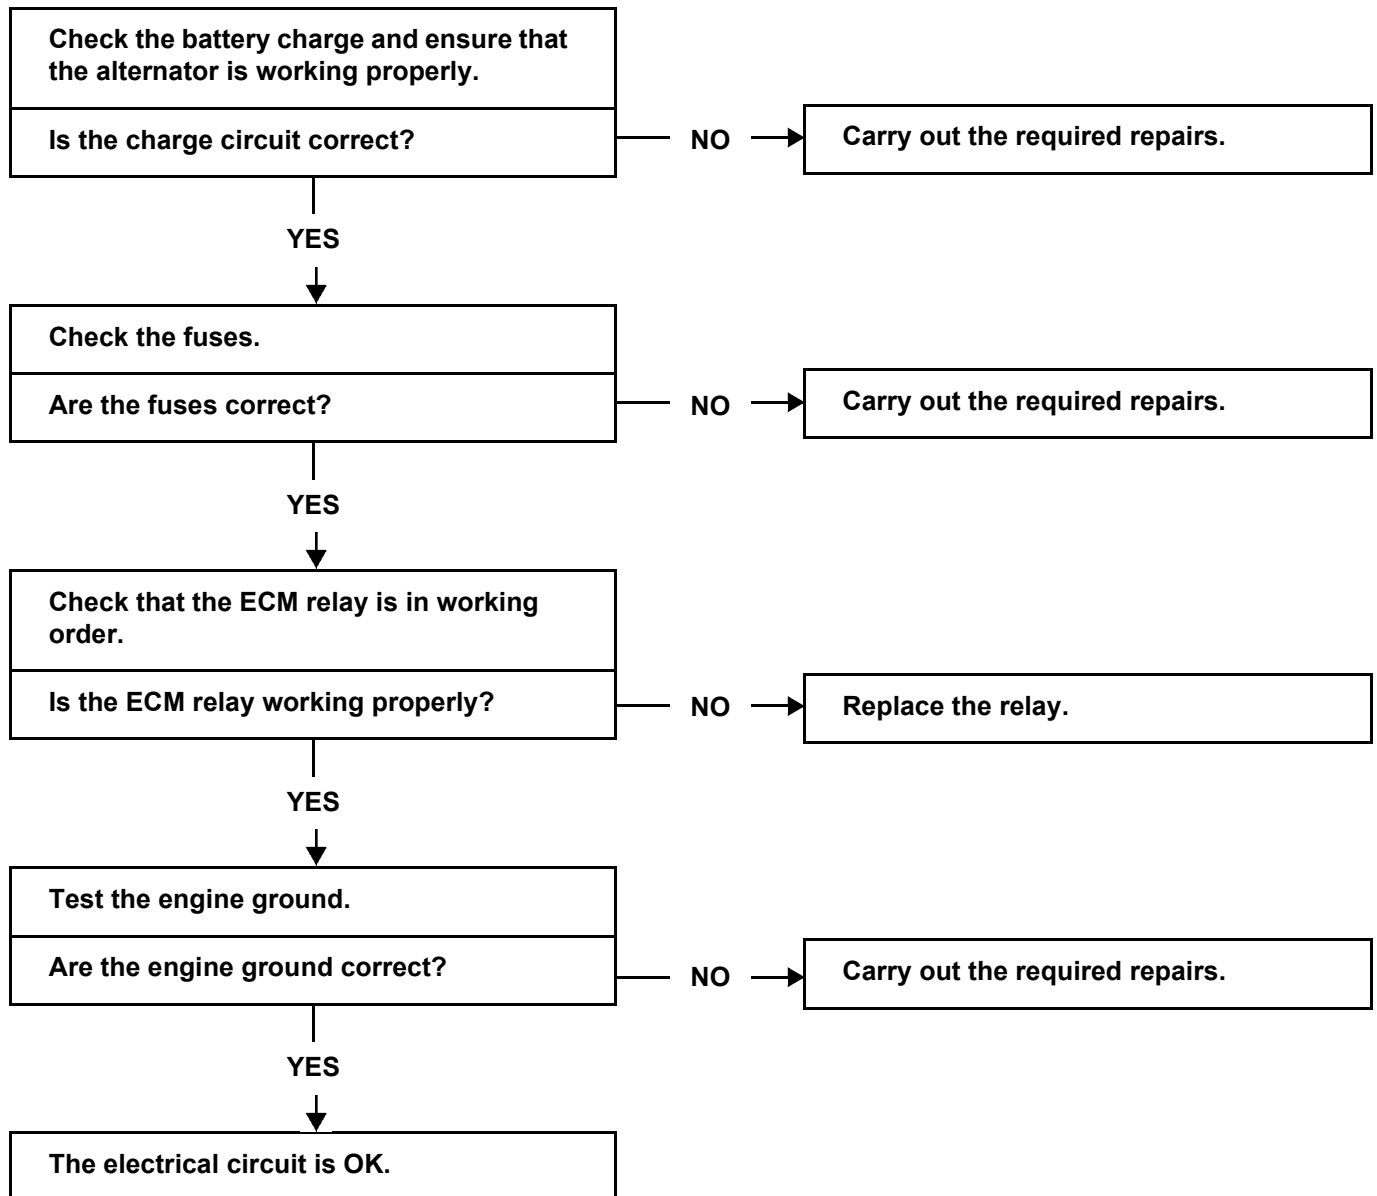 Check the battery charge and ensure that
the alternator is working properly.
Is the charge circuit correct?
NO
Carry out the required repairs.
YES
Check the fuses.
Are the fuses correct?
NO
Carry out the required repairs.
YES
Check that the ECM relay is in working
order.
Is the ECM relay working properly?
NO
Replace the relay.
YES
Test the engine ground.
Are the engine ground correct?
NO
Carry out the required repairs.
YES
The electrical circuit is OK.